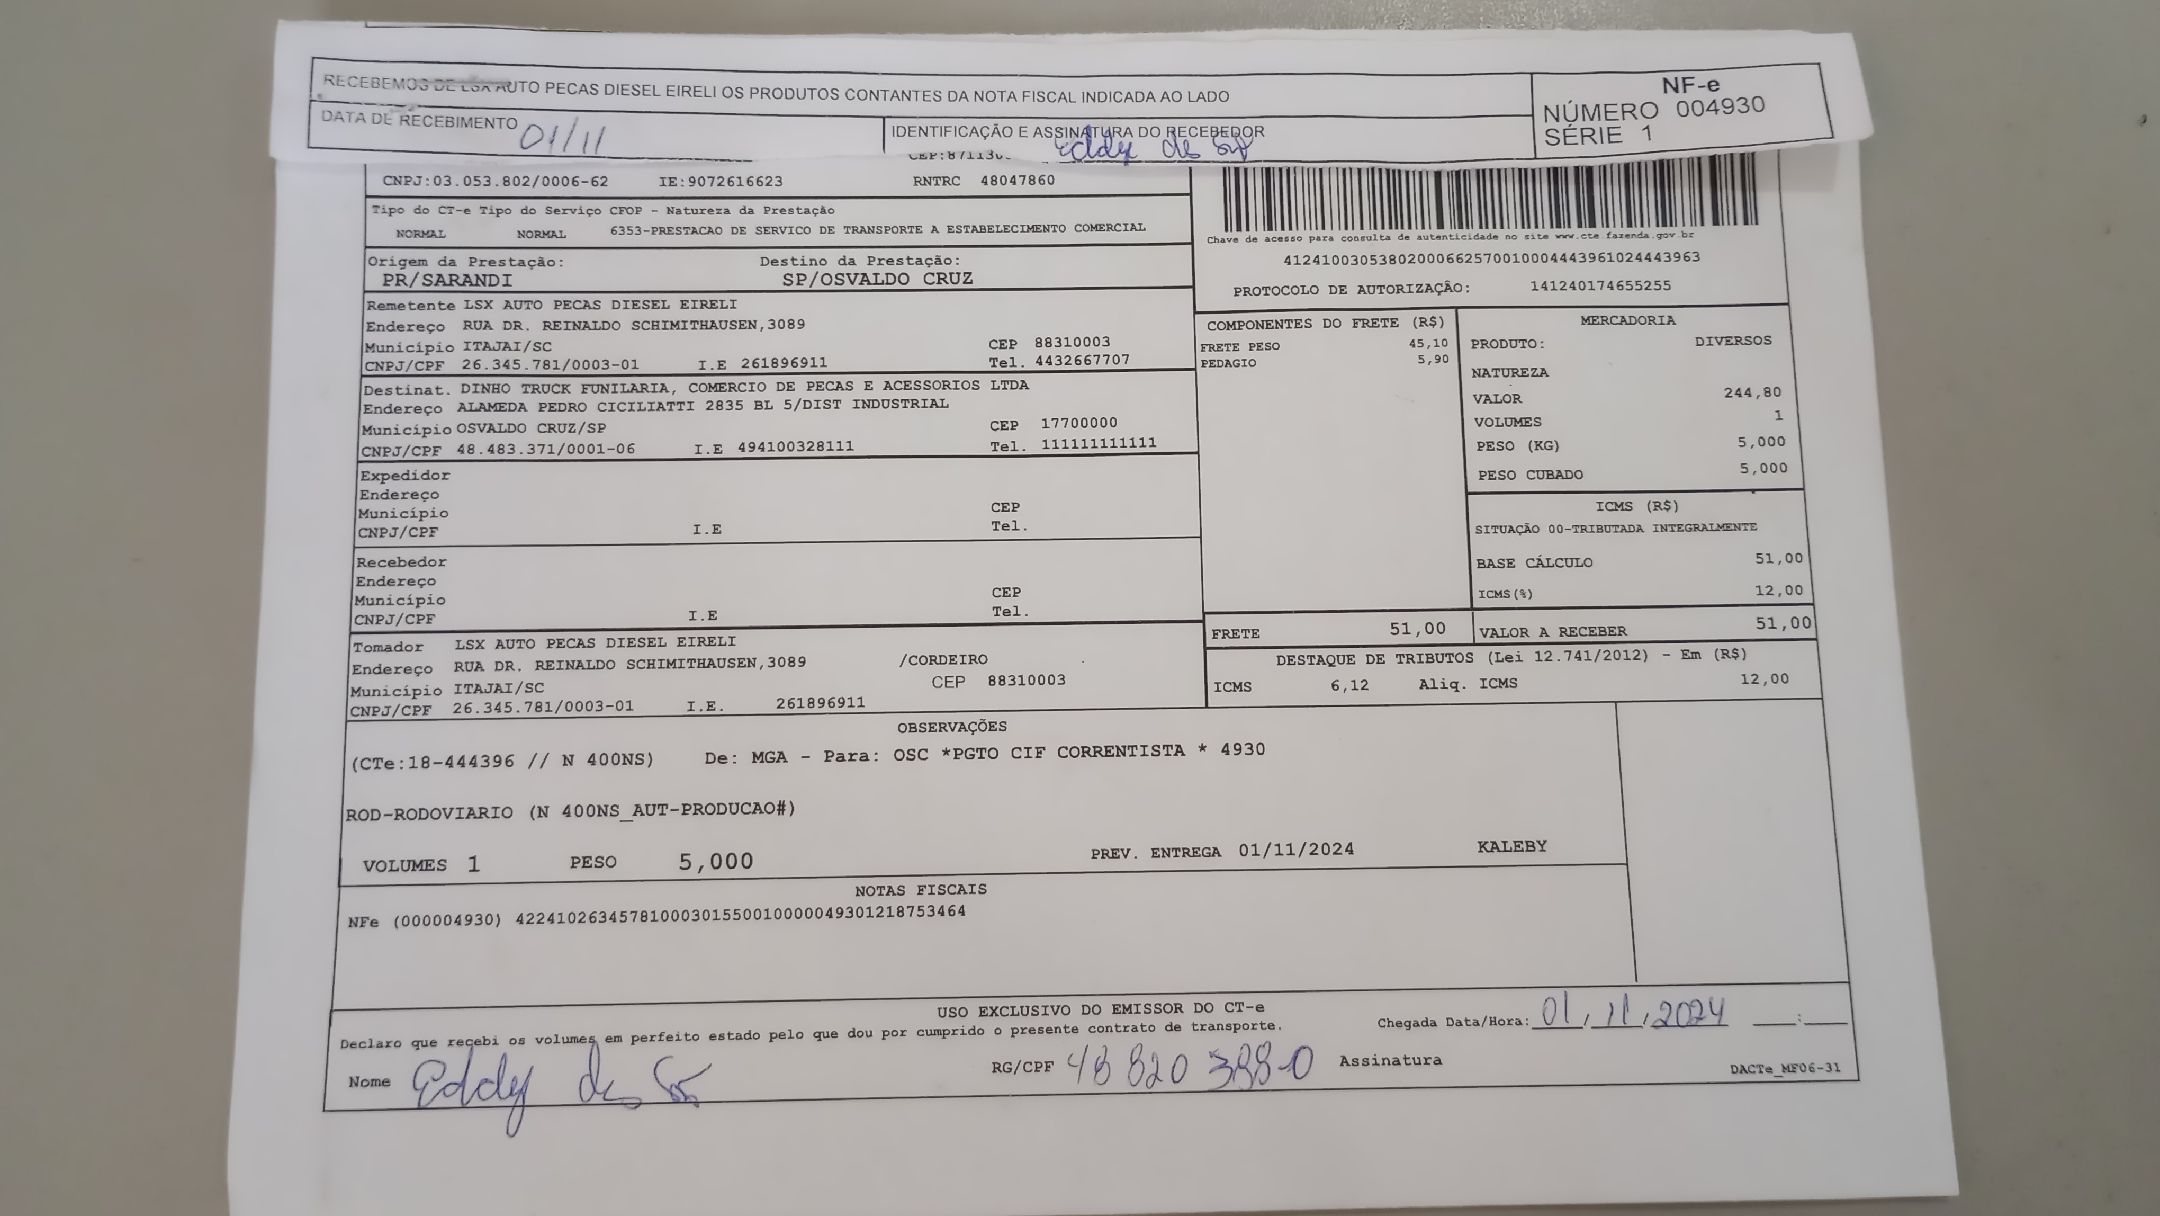 RECEBEMOS DE LSX AUTO PECAS DIESEL EIRELI OS PRODUTOS CONTANTES DA NOTA FISCAL INDICADA AO LADO
NF-e
NÚMERO 004930
SÉRIE 1
DATA DE RECEBIMENTO 01/11
IDENTIFICAÇÃO E ASSINATURA DO RECEBEDOR
Eddy de
CNPJ:03.053.802/0006-62 IE:9072616623 RNTRC 48047860
Tipo do CT-e Tipo do Serviço CFOP - Natureza da Prestação
NORMAL NORMAL 6353-PRESTACAO DE SERVICO DE TRANSPORTE A ESTABELECIMENTO COMERCIAL
Chave de acesso para consulta de autenticidade no site www.cte.fazenda.gov.br
41241003053802000662570010004443961024443963
PROTOCOLO DE AUTORIZAÇÃO: 141240174655255
Origem da Prestação: Destino da Prestação:
PR/SARANDI SP/OSVALDO CRUZ
Remetente LSX AUTO PECAS DIESEL EIRELI
Endereço RUA DR. REINALDO SCHIMITHAUSEN,3089
Município ITAJAI/SC CEP 88310003
CNPJ/CPF 26.345.781/0003-01 I.E 261896911 Tel. 4432667707
Destinat. DINHO TRUCK FUNILARIA, COMERCIO DE PECAS E ACESSORIOS LTDA
Endereço ALAMEDA PEDRO CICILIATTI 2835 BL 5/DIST INDUSTRIAL
Município OSVALDO CRUZ/SP CEP 17700000
CNPJ/CPF 48.483.371/0001-06 I.E 494100328111 Tel. 111111111111
Expedidor
Endereço
Município CEP
CNPJ/CPF I.E Tel.
Recebedor
Endereço
Município CEP
CNPJ/CPF I.E Tel.
Tomador LSX AUTO PECAS DIESEL EIRELI
Endereço RUA DR. REINALDO SCHIMITHAUSEN,3089 /CORDEIRO
Município ITAJAI/SC CEP 88310003
CNPJ/CPF 26.345.781/0003-01 I.E. 261896911
COMPONENTES DO FRETE (R$)
FRETE PESO 45,10
PEDAGIO 5,90
MERCADORIA
PRODUTO: DIVERSOS
NATUREZA
VALOR 244,80
VOLUMES 1
PESO (KG) 5,000
PESO CUBADO 5,000
ICMS (R$)
SITUAÇÃO 00-TRIBUTADA INTEGRALMENTE
BASE CÁLCULO 51,00
ICMS(%) 12,00
FRETE 51,00 VALOR A RECEBER 51,00
DESTAQUE DE TRIBUTOS (Lei 12.741/2012) - Em (R$)
ICMS 6,12 Aliq. ICMS 12,00
OBSERVAÇÕES
(CTe:18-444396 // N 400NS) De: MGA - Para: OSC *PGTO CIF CORRENTISTA * 4930
ROD-RODOVIARIO (N 400NS_AUT-PRODUCAO#)
VOLUMES 1 PESO 5,000 PREV. ENTREGA 01/11/2024 KALEBY
NOTAS FISCAIS
NFe (000004930) 42241026345781000301550010000049301218753464
USO EXCLUSIVO DO EMISSOR DO CT-e
Declaro que recebi os volumes em perfeito estado pelo que dou por cumprido o presente contrato de transporte.
Chegada Data/Hora: 01/11/2024 __:__
Nome Eddy de RG/CPF 48 820 388-0 Assinatura
DACTe_MF06-31